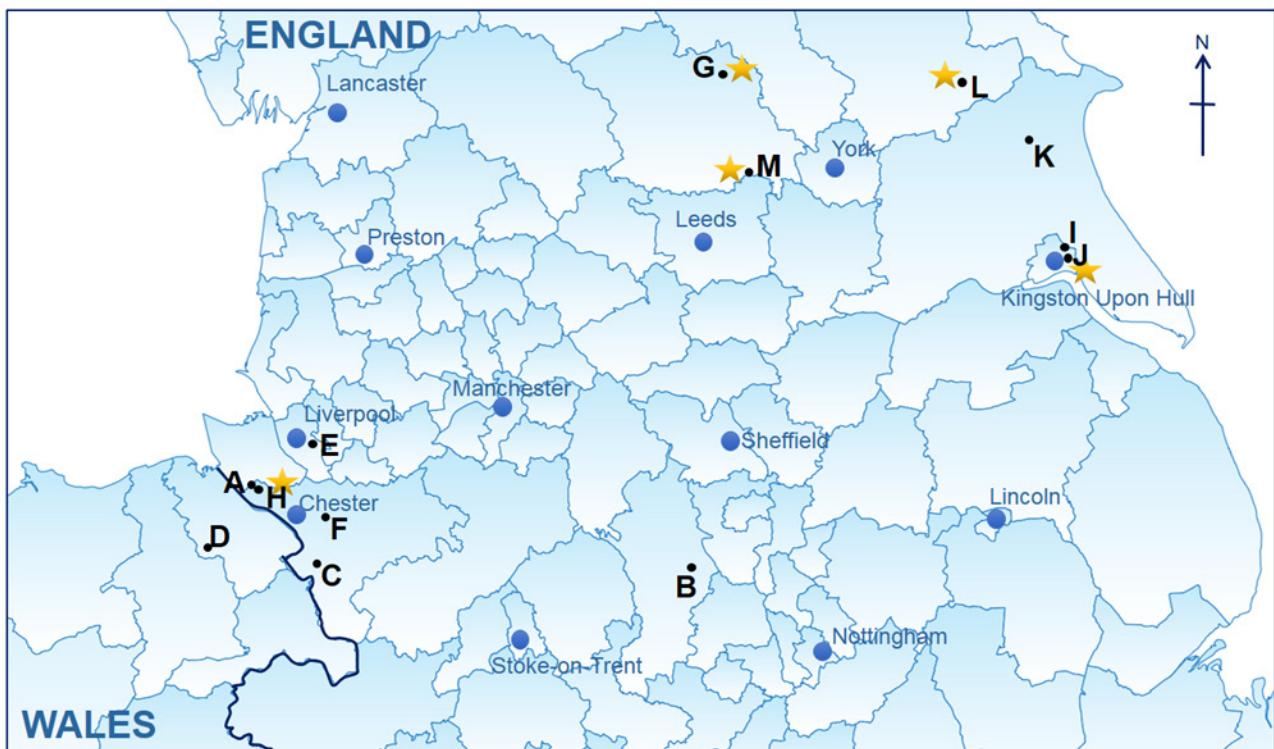 ENGLAND
N
Lancaster
G
L
York
K
M
Leeds
Preston
I
J
Kingston Upon Hull
Manchester
Liverpool
E
Sheffield
A
H
Chester
Lincoln
F
D
C
B
Nottingham
Stoke-on-Trent
WALES